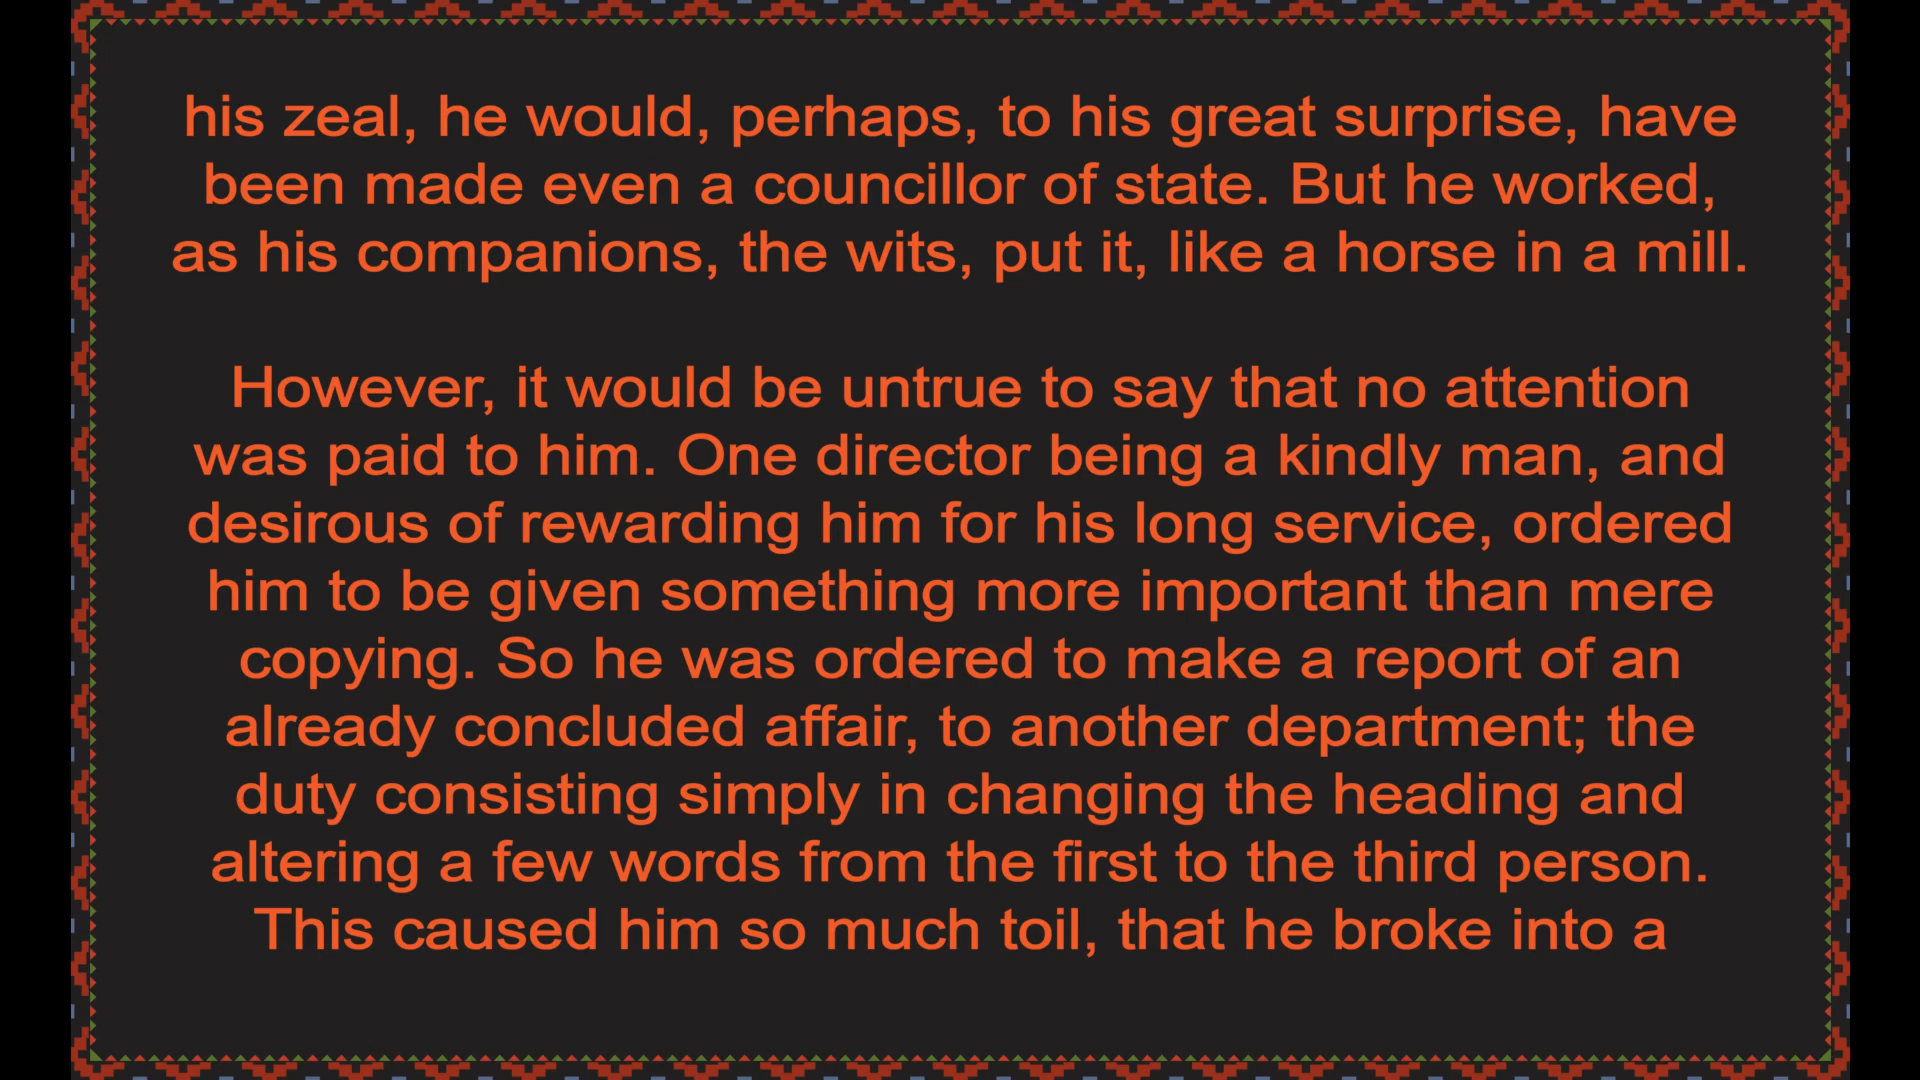 his zeal, he would, perhaps, to his great surprise, have
been made even a councillor of state. But he worked,
as his companions, the wits, put it, like a horse in a mill.
However, it would be untrue to say that no attention
was paid to him. One director being a kindly man, and
desirous of rewarding him for his long service, ordered
him to be given something more important than mere
copying. So he was ordered to make a report of an
already concluded affair, to another department; the
duty consisting simply in changing the heading and
altering a few words from the first to the third person.
This caused him so much toil, that he broke into a